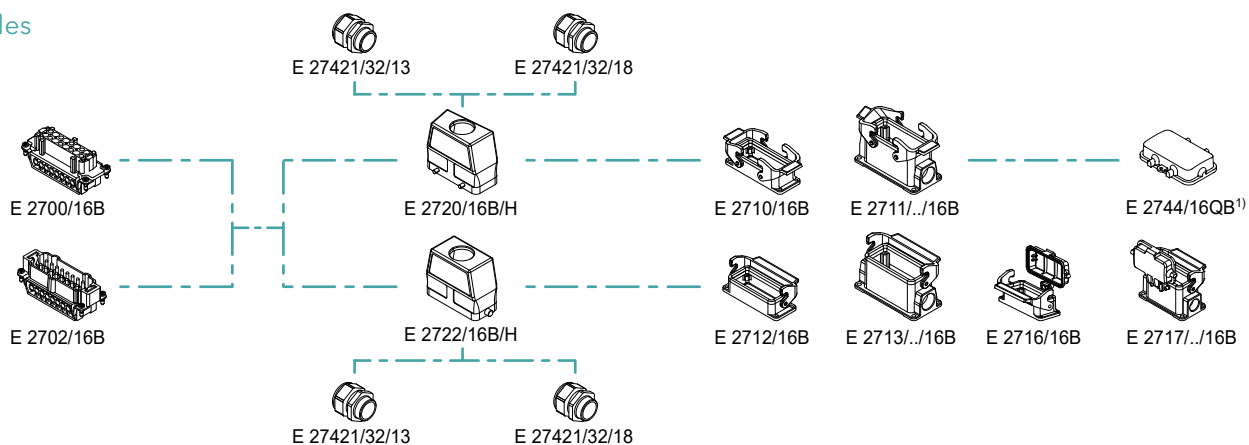 les
E 27421/32/13 E 27421/32/18
E 2700/16B E 2720/16B/H E 2710/16B E 2711/../16B E 2744/16QB¹⁾
E 2702/16B E 2722/16B/H E 2712/16B E 2713/../16B E 2716/16B E 2717/../16B
E 27421/32/13 E 27421/32/18